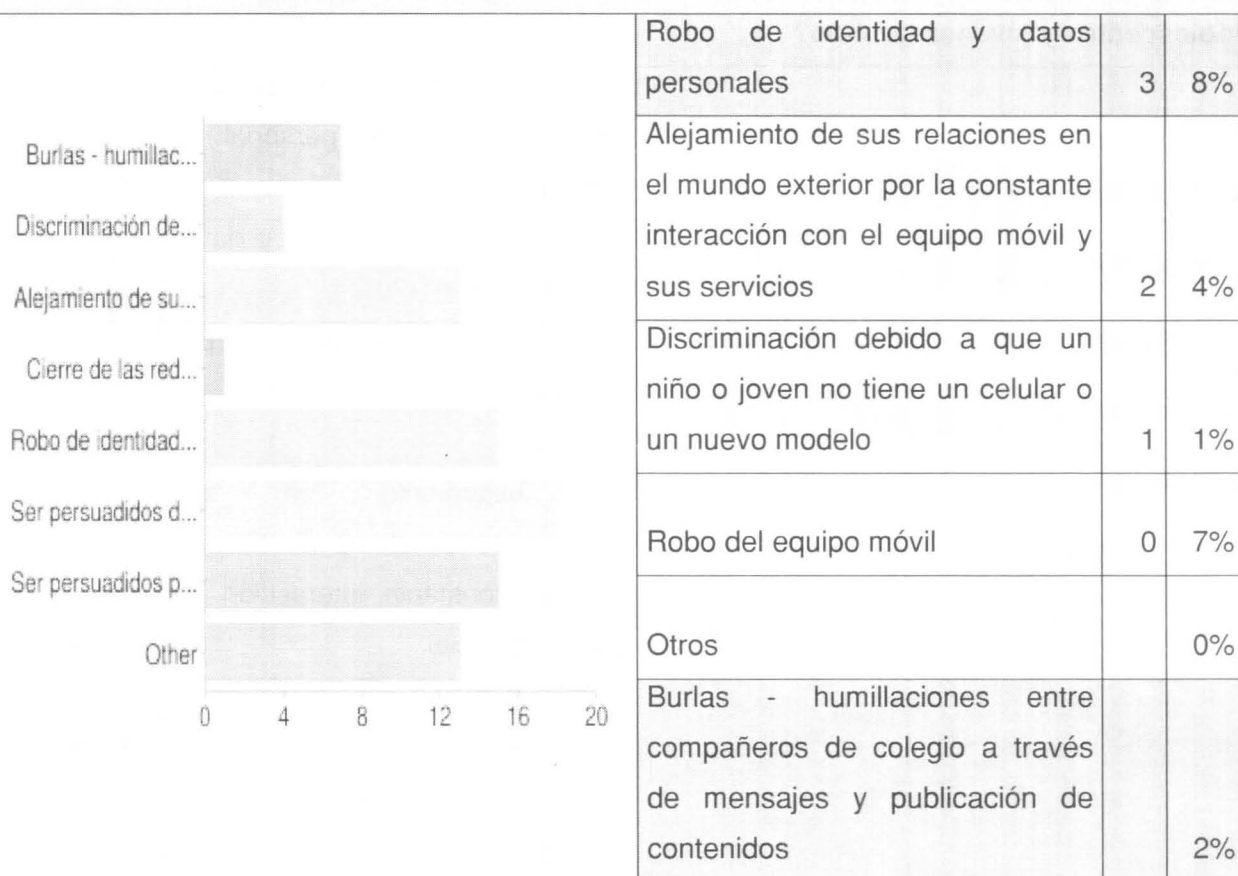 Burlas - humillac...
Discriminación de...
Alejamiento de su...
Cierre de las red...
Robo de identidad...
Ser persuadidos d...
Ser persuadidos p...
Other
0 4 8 12 16 20
Robo de identidad y datos
personales 3 8%
Alejamiento de sus relaciones en
el mundo exterior por la constante
interacción con el equipo móvil y
sus servicios 2 4%
Discriminación debido a que un
niño o joven no tiene un celular o
un nuevo modelo 1 1%
Robo del equipo móvil 0 7%
Otros 0%
Burlas - humillaciones entre
compañeros de colegio a través
de mensajes y publicación de
contenidos 2%